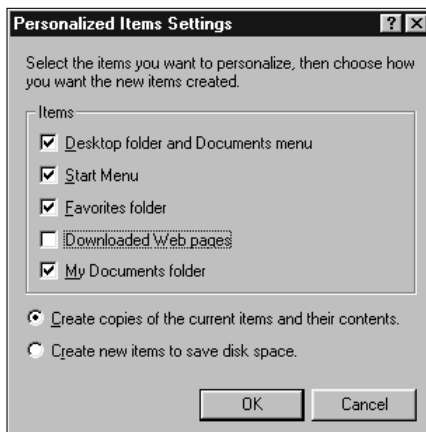 Personalized Items Settings
Select the items you want to personalize, then choose how
you want the new items created.
Items
Desktop folder and Documents menu
Start Menu
Favorites folder
Downloaded Web pages
My Documents folder
Create copies of the current items and their contents.
Create new items to save disk space.
OK Cancel